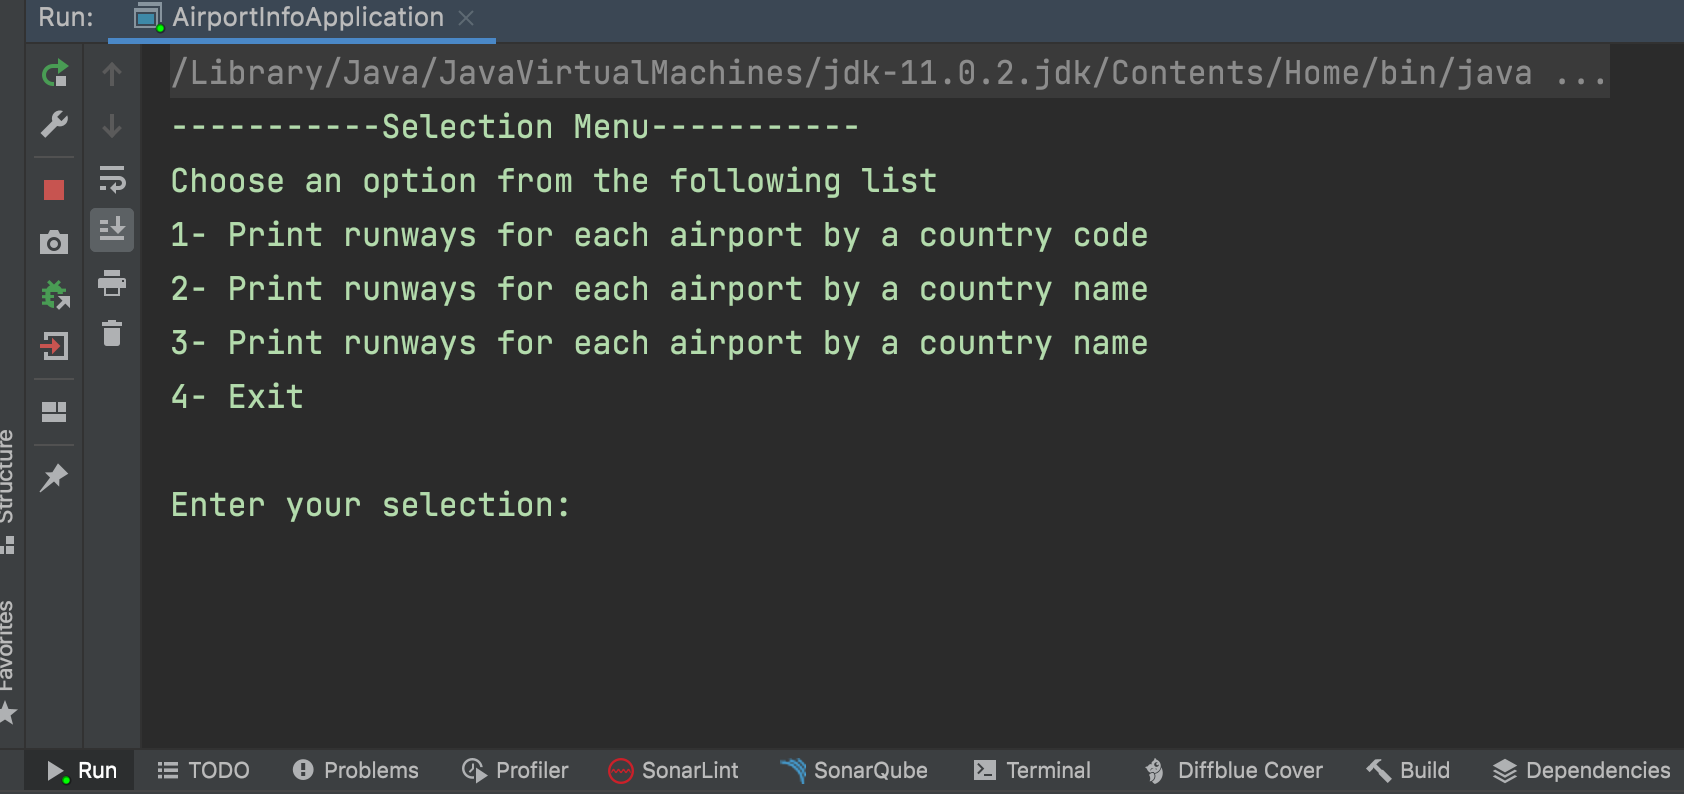 Run: AirportInfoApplication
/Library/Java/JavaVirtualMachines/jdk-11.0.2.jdk/Contents/Home/bin/java ...
-----------Selection Menu-----------
Choose an option from the following list
1- Print runways for each airport by a country code
2- Print runways for each airport by a country name
3- Print runways for each airport by a country name
4- Exit
Enter your selection:
Structure
Favorites
Run TODO Problems Profiler SonarLint SonarQube Terminal Diffblue Cover Build Dependencies